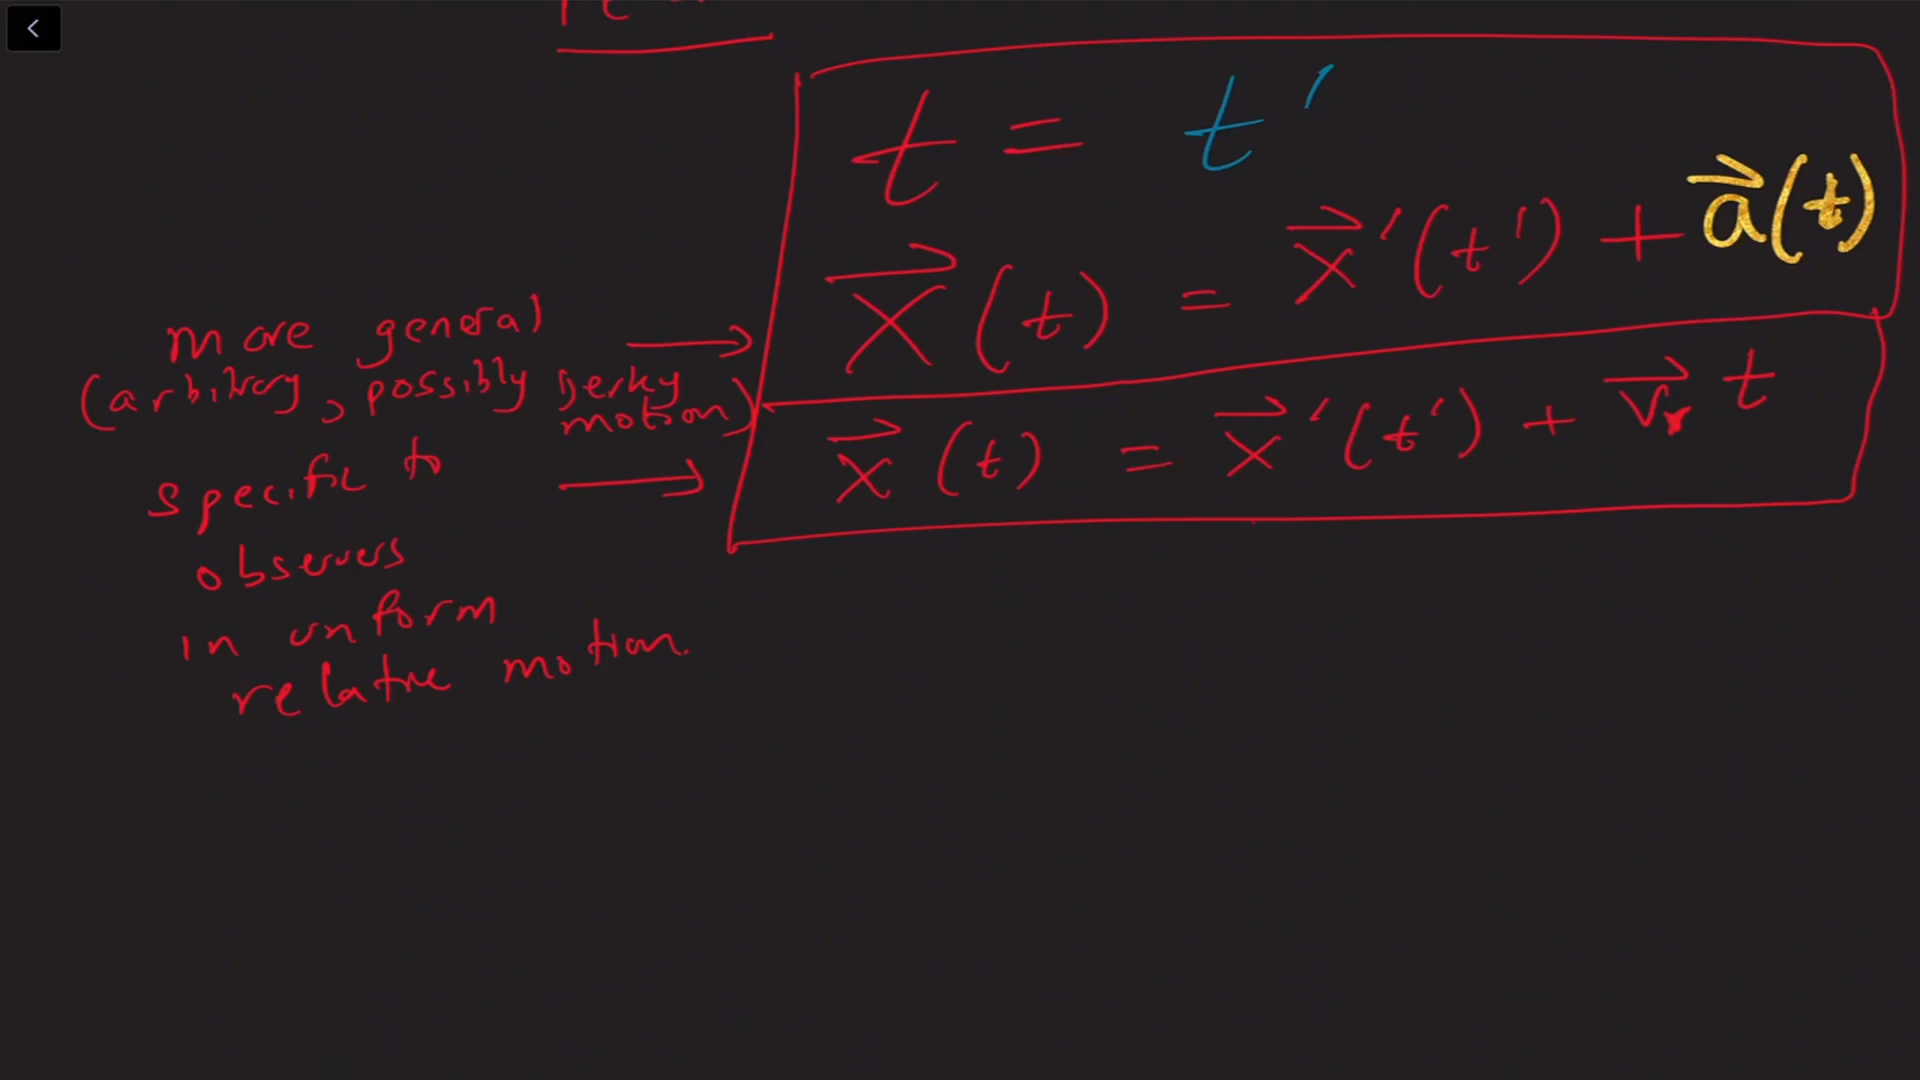 t = t'
x⃗(t) = x⃗'(t') + a⃗(t)
more general
(arbitrary, possibly jerky
motion)
x⃗(t) = x⃗'(t') + v⃗ᵣ t
specific to
observers
in uniform
relative motion.